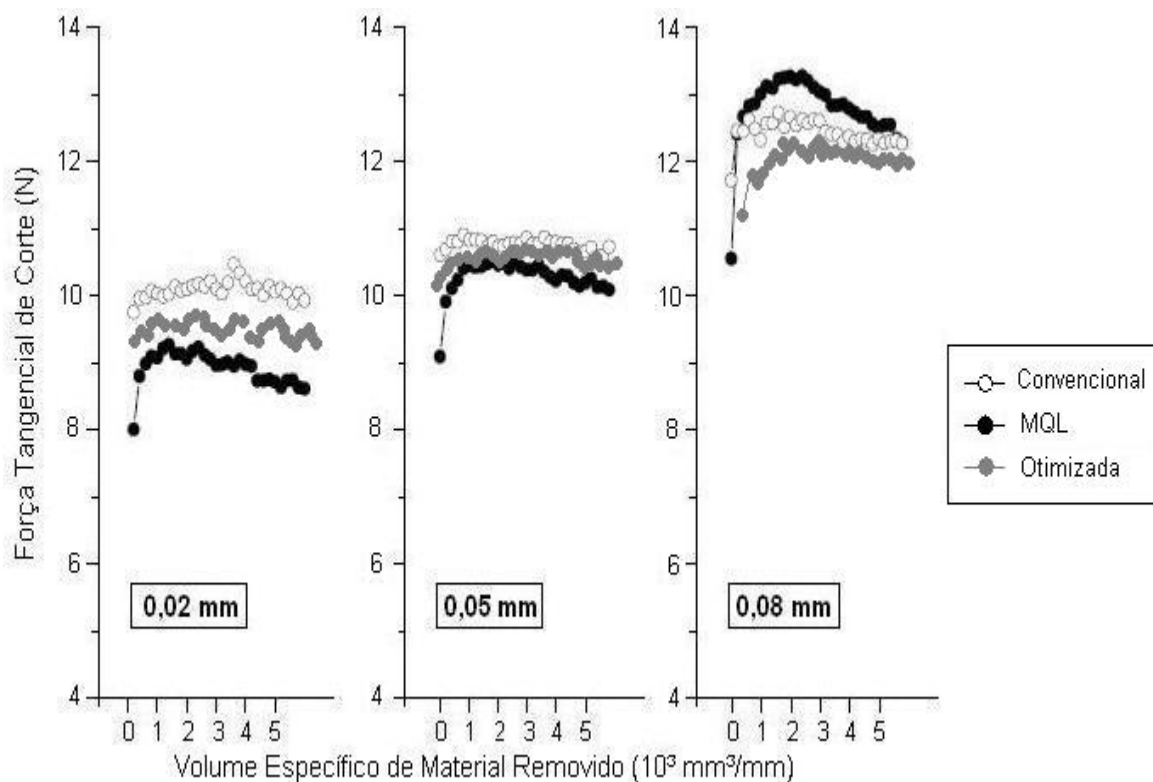 Força Tangencial de Corte (N)
14
12
10
8
6
4
0 1 2 3 4 5
0,02 mm
14
12
10
8
6
4
0 1 2 3 4 5
0,05 mm
14
12
10
8
6
4
0 1 2 3 4 5
0,08 mm
Convencional
MQL
Otimizada
Volume Específico de Material Removido (10³ mm³/mm)